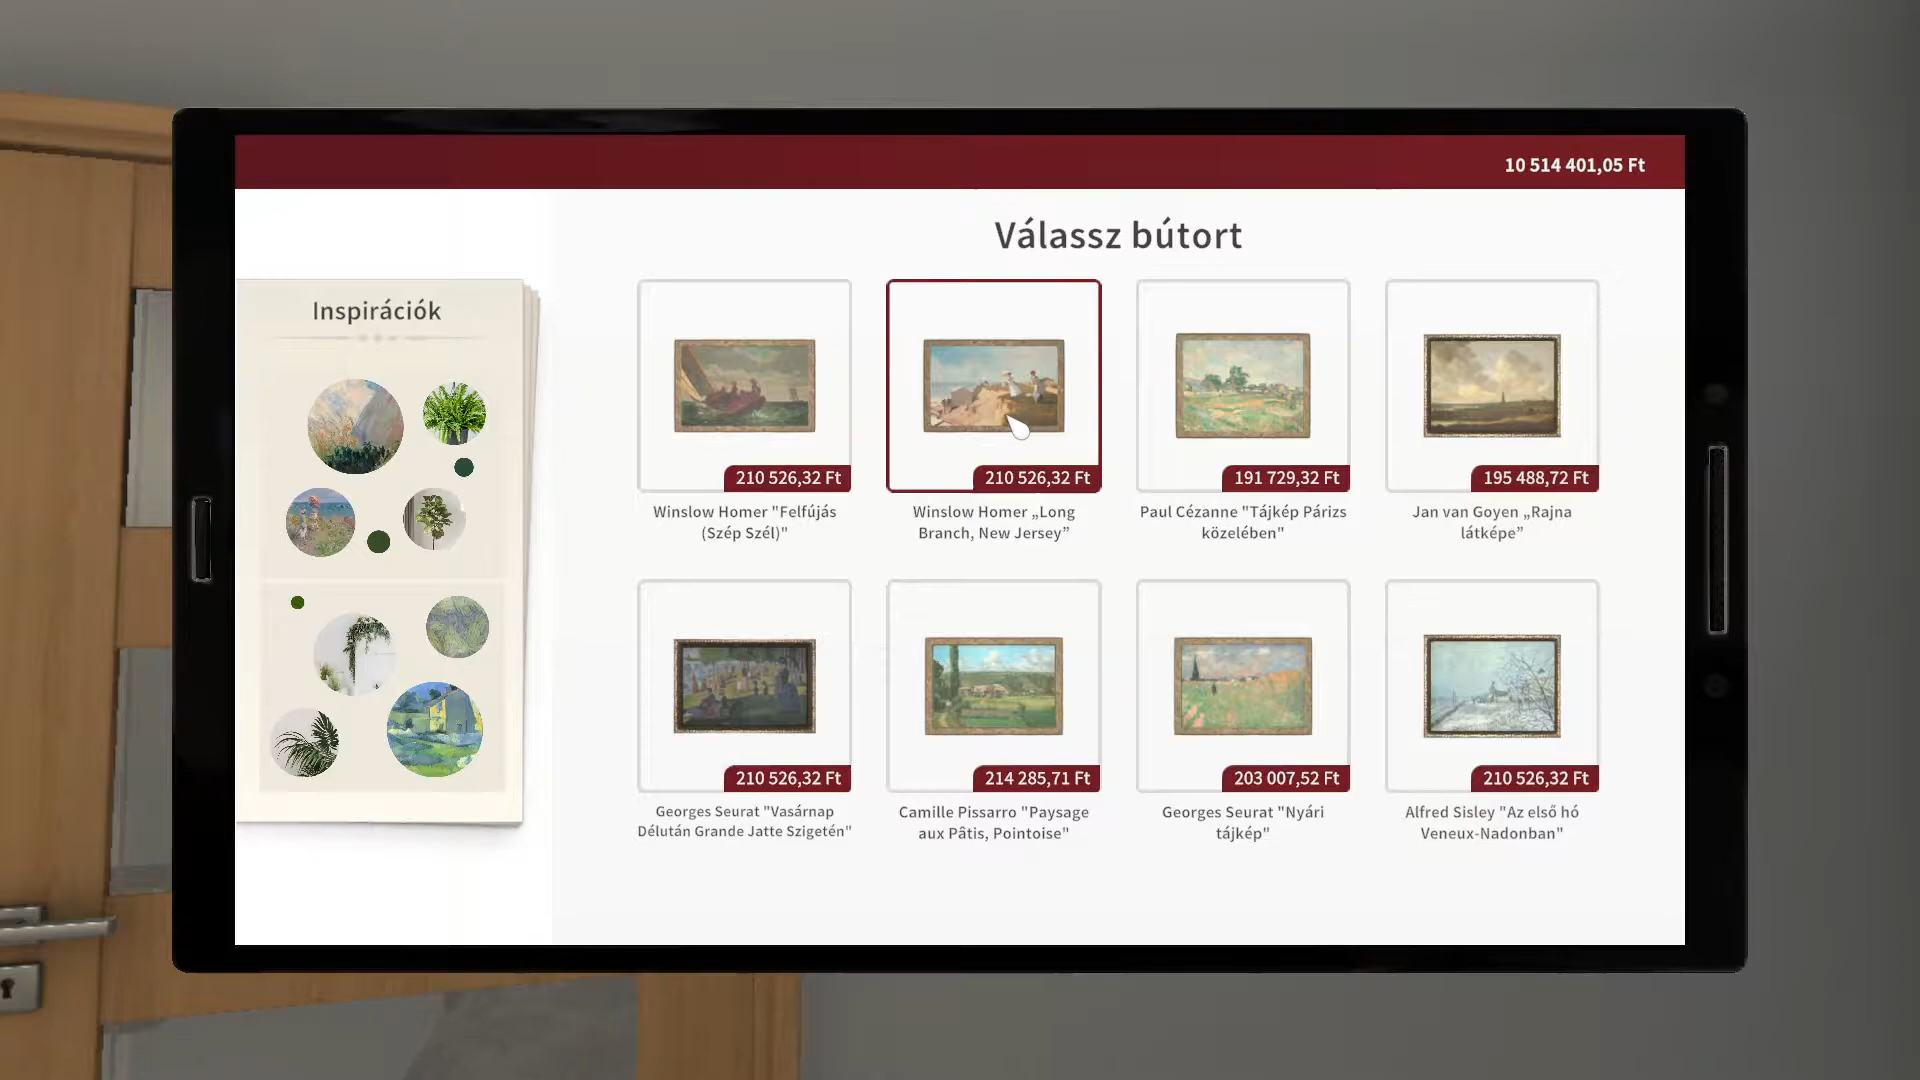 10 514 401,05 Ft
Válassz bútort
Inspirációk
210 526,32 Ft
210 526,32 Ft
191 729,32 Ft
195 488,72 Ft
Winslow Homer "Felfújás
(Szép Szél)"
Winslow Homer „Long
Branch, New Jersey”
Paul Cézanne "Tájkép Párizs
közelében"
Jan van Goyen „Rajna
látképe”
210 526,32 Ft
214 285,71 Ft
203 007,52 Ft
210 526,32 Ft
Georges Seurat "Vasárnap
Délután Grande Jatte Szigetén"
Camille Pissarro "Paysage
aux Pâtis, Pointoise"
Georges Seurat "Nyári
tájkép"
Alfred Sisley "Az első hó
Veneux-Nadonban"